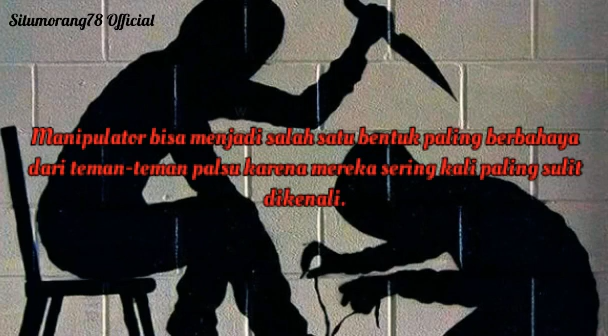 Situmorang78 Official
Manipulator bisa menjadi salah satu bentuk paling berbahaya
dari teman-teman palsu karena mereka sering kali paling sulit
dikenali.